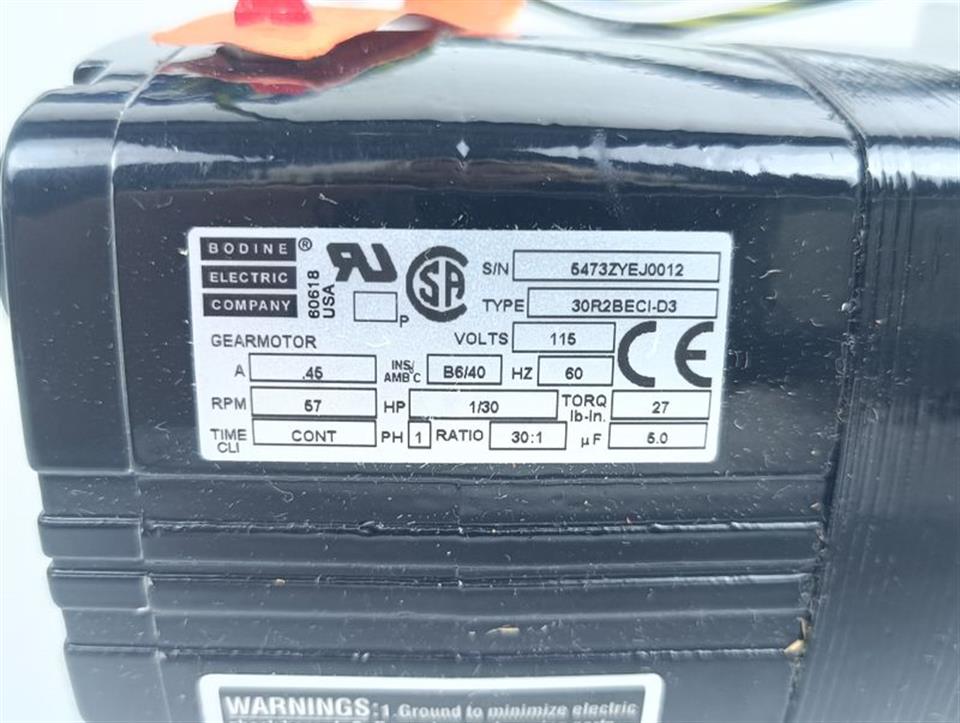 BODINE ®
ELECTRIC
COMPANY
60618
USA
P
S/N 5473ZYEJ0012
TYPE 30R2BECI-D3
GEARMOTOR
VOLTS 115
A .45 INS/AMB°C B6/40 HZ 60
RPM 57 HP 1/30 TORQ lb-in. 27
TIME CLI CONT PH 1 RATIO 30:1 µF 5.0
CE
WARNINGS:1. Ground to minimize electric